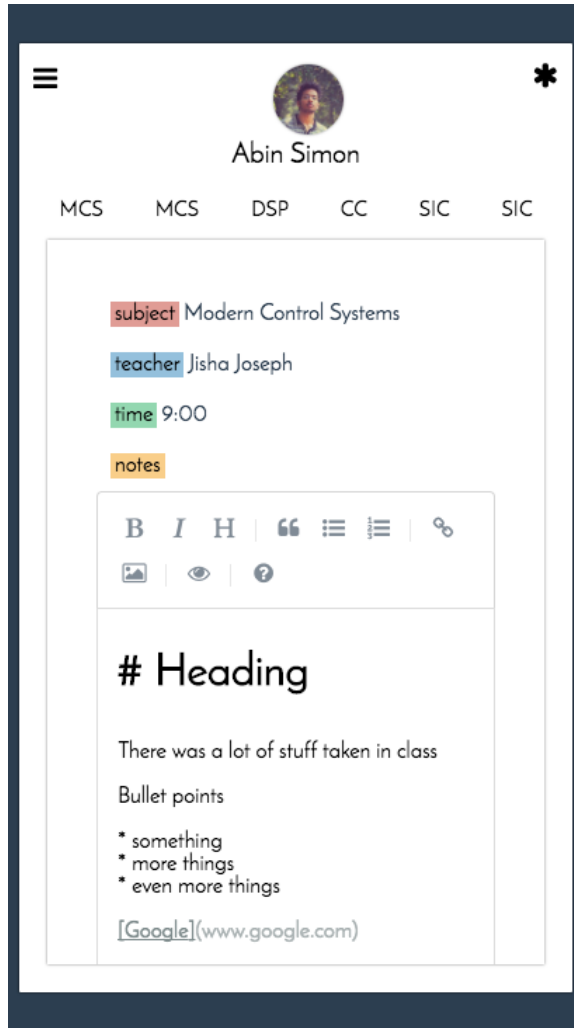 Abin Simon
MCS MCS DSP CC SIC SIC
subject Modern Control Systems
teacher Jisha Joseph
time 9:00
notes
B I H
# Heading
There was a lot of stuff taken in class
Bullet points
* something
* more things
* even more things
[Google](www.google.com)